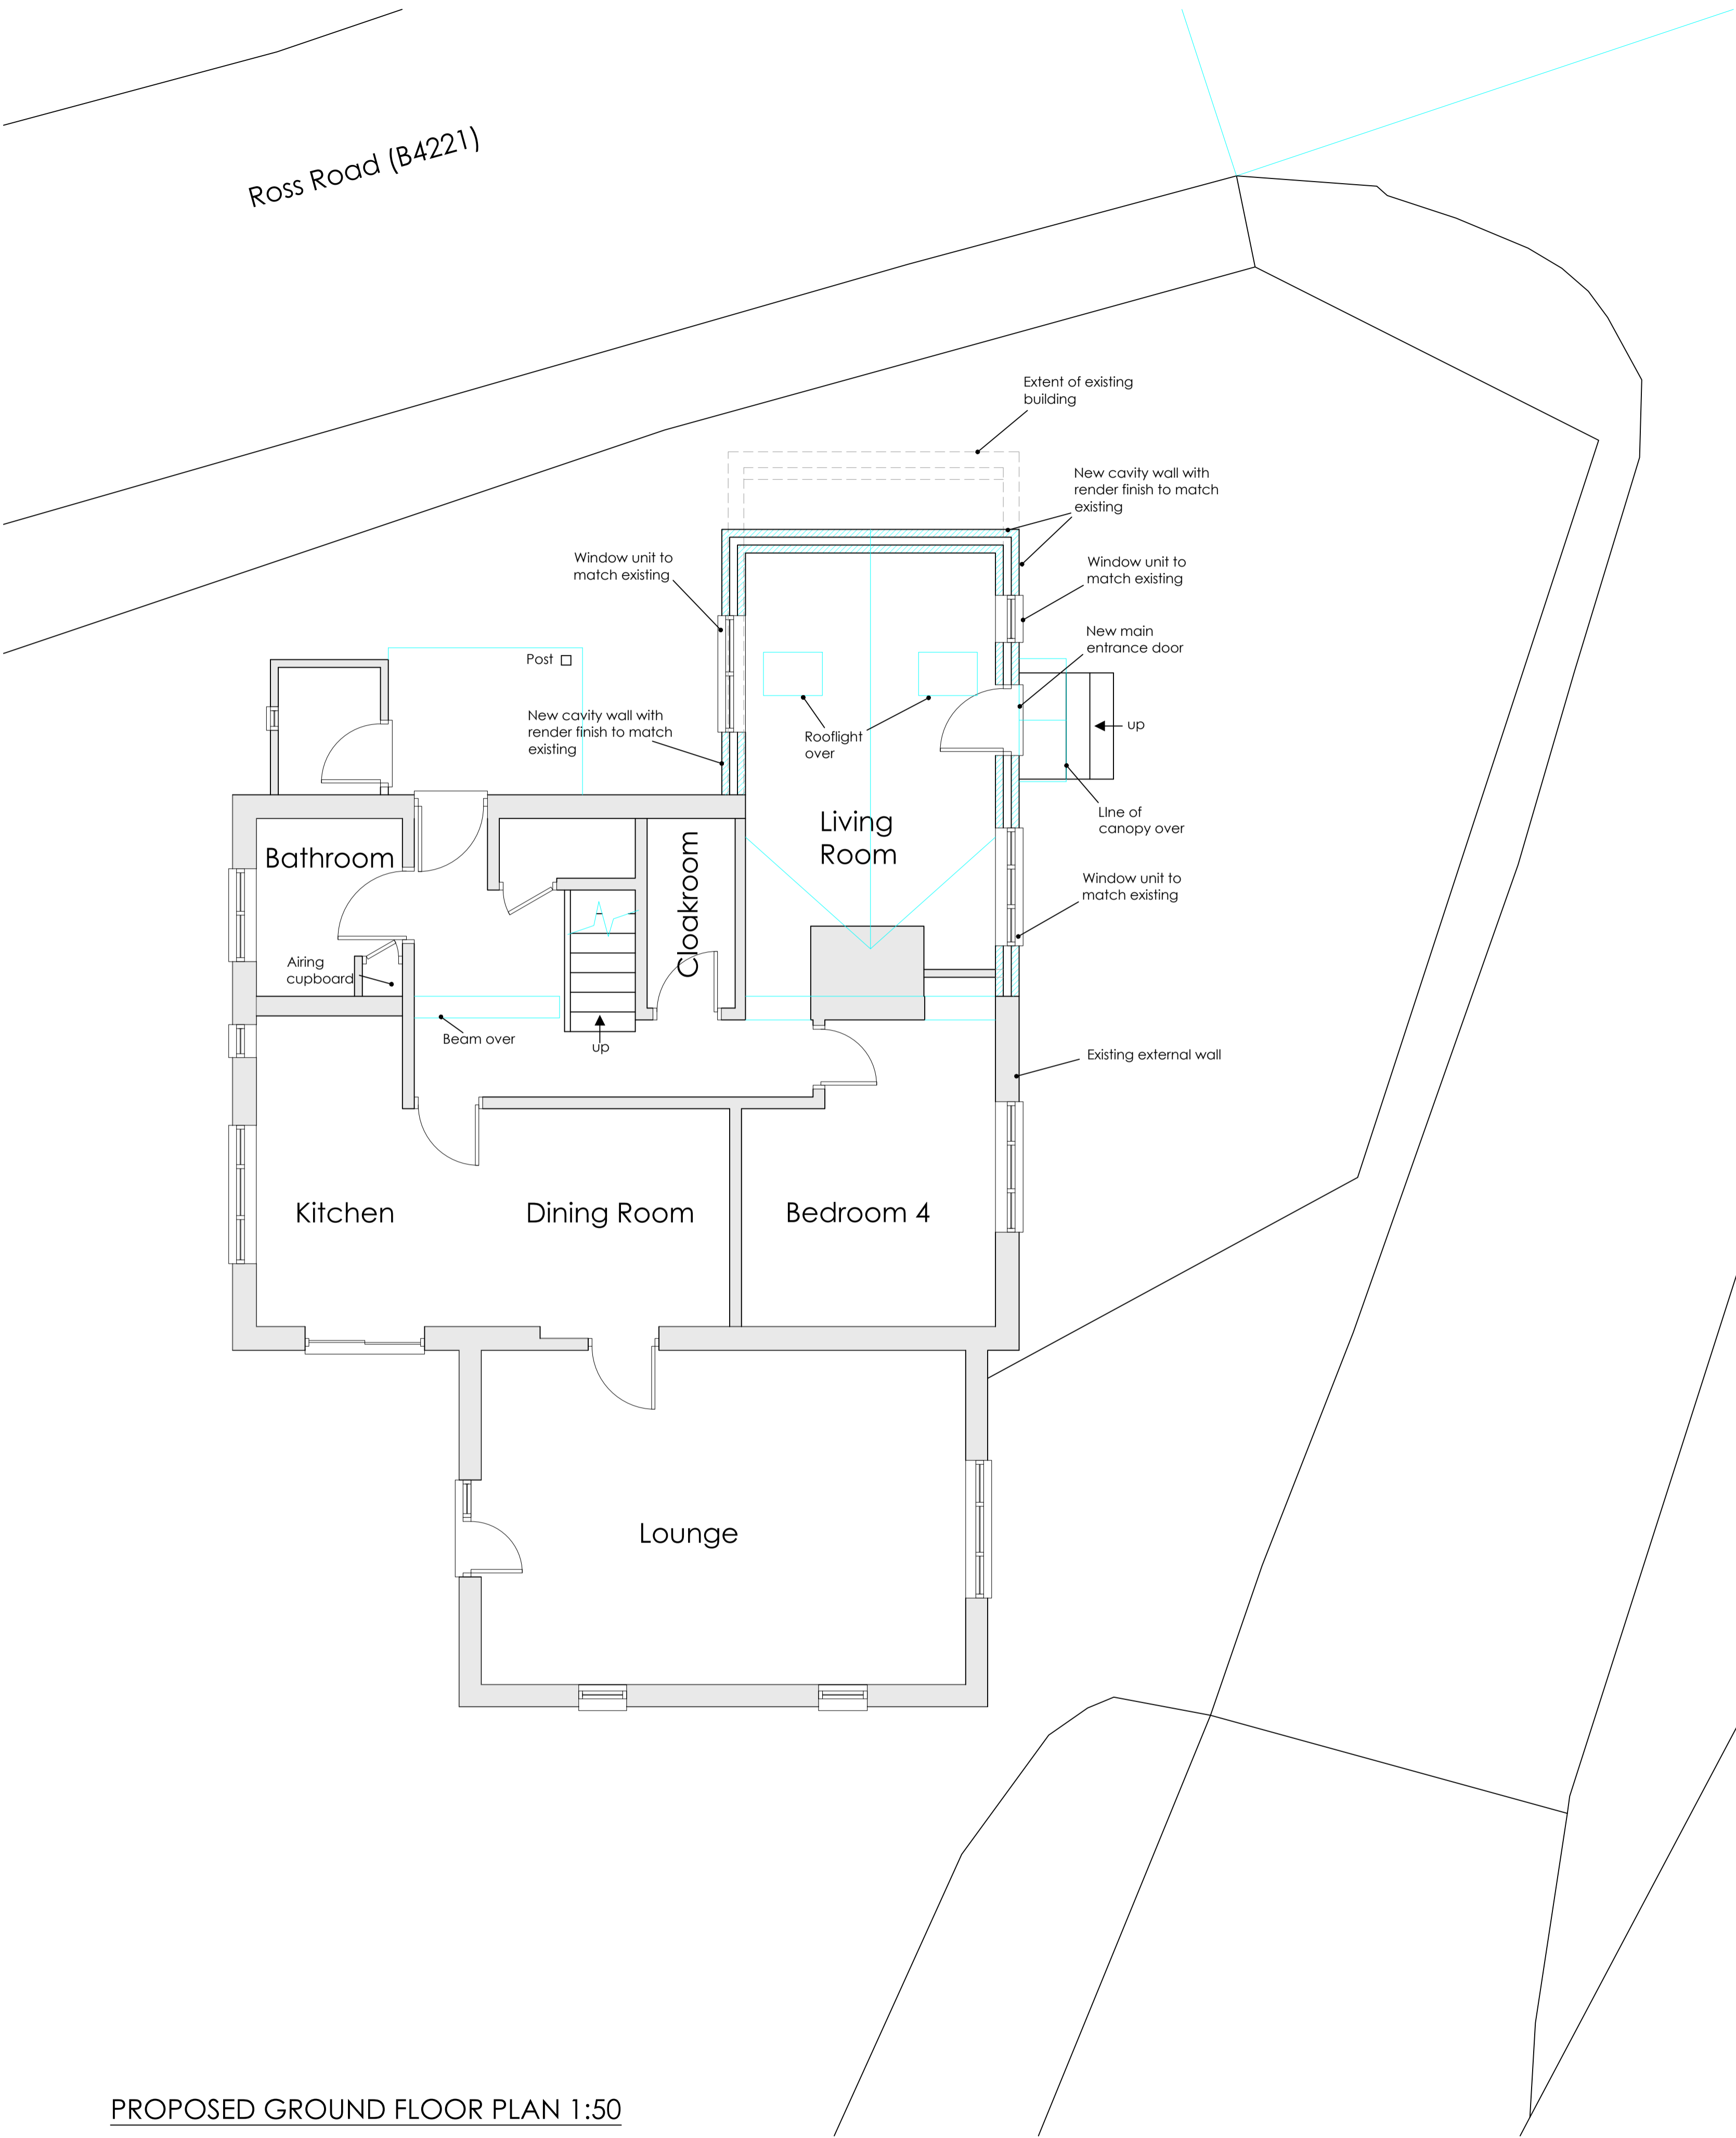 Ross Road (B4221)
Extent of existing
building
New cavity wall with
render finish to match
existing
Window unit to
match existing
Window unit to
match existing
New main
entrance door
Post
New cavity wall with
render finish to match
existing
Rooflight
over
up
LIne of
canopy over
Living
Room
Bathroom
Cloakroom
Window unit to
match existing
Airing
cupboard
Beam over
up
Existing external wall
Kitchen
Dining Room
Bedroom 4
Lounge
PROPOSED GROUND FLOOR PLAN 1:50